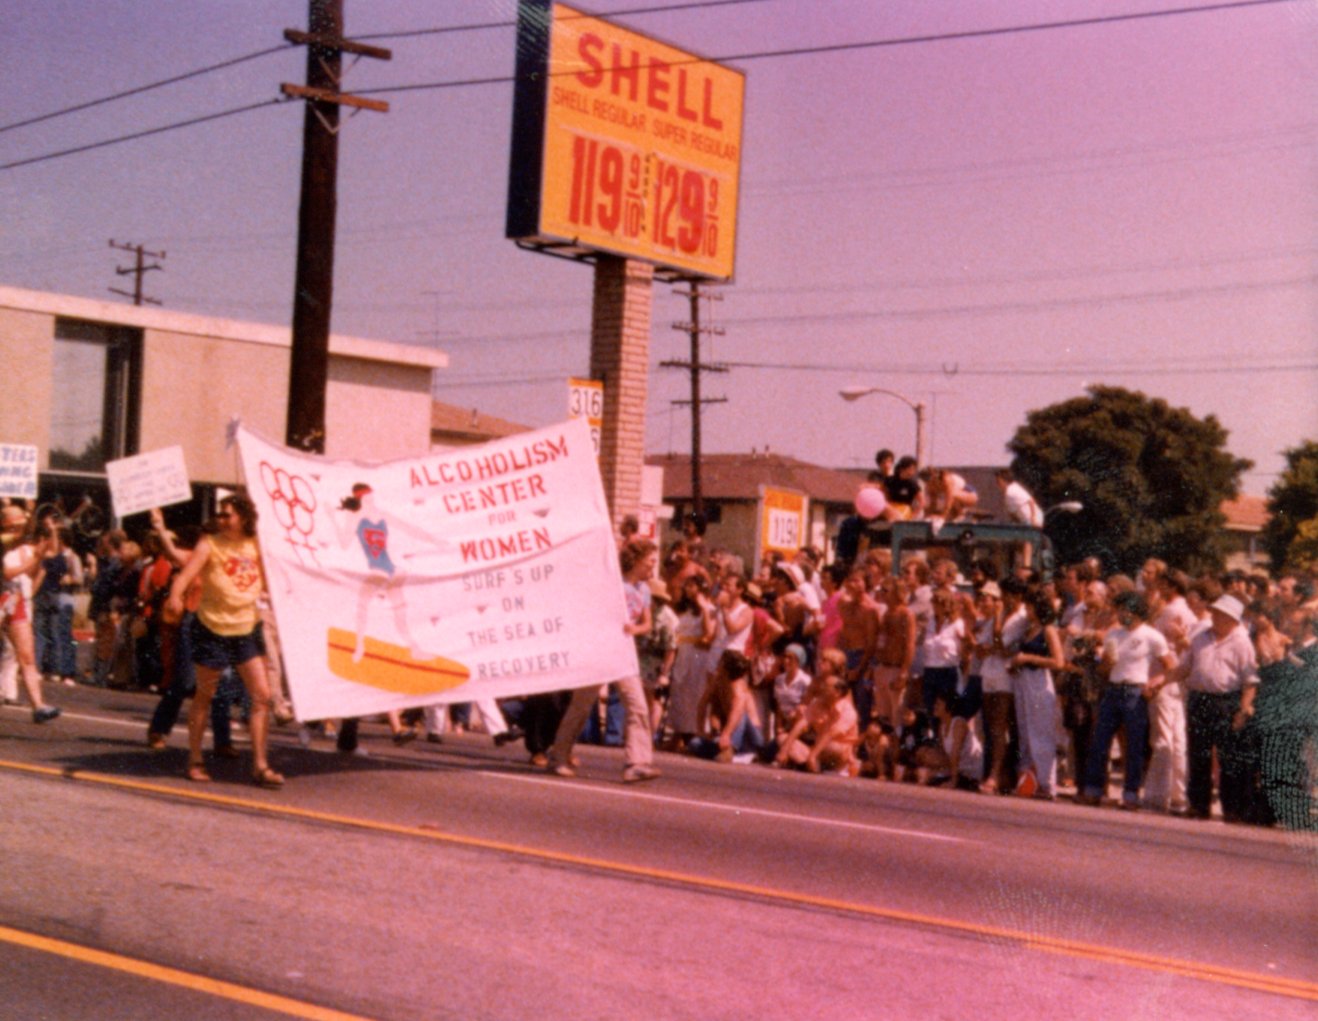 SHELL
SHELL REGULAR SUPER REGULAR
119 9/10 129 9/10
316
ALCOHOLISM
CENTER
FOR
WOMEN
SURF'S UP
ON
THE SEA OF
RECOVERY
119